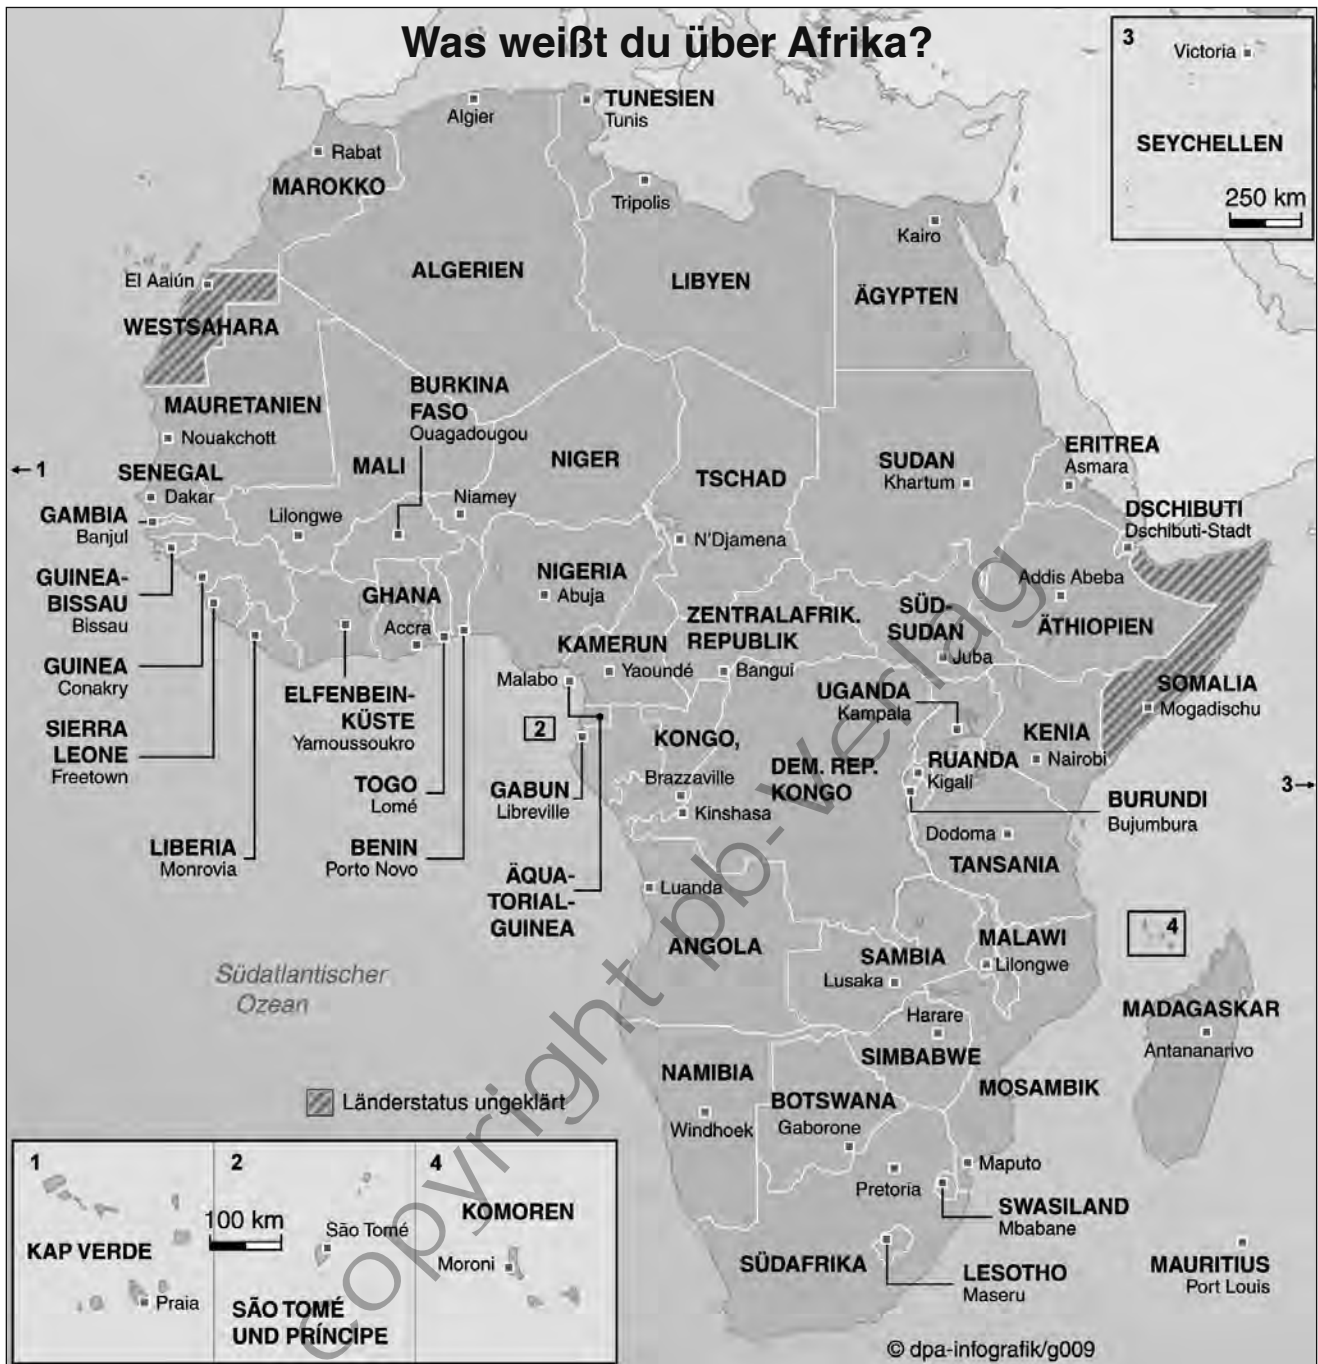 Was weißt du über Afrika?
3
Victoria
SEYCHELLEN
250 km
Algier
TUNESIEN
Tunis
Rabat
MAROKKO
Tripolis
Kairo
El Aaiún
ALGERIEN
LIBYEN
ÄGYPTEN
WESTSAHARA
MAURETANIEN
Nouakchott
BURKINA
FASO
Ouagadougou
MALI
NIGER
Niamey
TSCHAD
N'Djamena
SUDAN
Khartum
ERITREA
Asmara
DSCHIBUTI
Dschibuti-Stadt
←1
SENEGAL
Dakar
GAMBIA
Banjul
Lilongwe
GUINEA-
BISSAU
Bissau
GUINEA
Conakry
SIERRA
LEONE
Freetown
LIBERIA
Monrovia
GHANA
Accra
ELFENBEIN-
KÜSTE
Yamoussoukro
TOGO
Lomé
BENIN
Porto Novo
NIGERIA
Abuja
KAMERUN
Yaoundé
Malabo
2
GABUN
Libreville
ÄQUA-
TORIAL-
GUINEA
ZENTRALAFRIK.
REPUBLIK
Bangui
SÜD-
SUDAN
Juba
Addis Abeba
ÄTHIOPIEN
SOMALIA
Mogadischu
UGANDA
Kampala
KENIA
Nairobi
KONGO,
Brazzaville
Kinshasa
DEM. REP.
KONGO
RUANDA
Kigali
BURUNDI
Bujumbura
3→
Dodoma
TANSANIA
Luanda
ANGOLA
SAMBIA
Lusaka
MALAWI
Lilongwe
4
MADAGASKAR
Antananarivo
Südatlantischer
Ozean
Harare
SIMBABWE
MOSAMBIK
NAMIBIA
Windhoek
BOTSWANA
Gaborone
Länderstatus ungeklärt
Pretoria
Maputo
SWASILAND
Mbabane
SÜDAFRIKA
LESOTHO
Maseru
MAURITIUS
Port Louis
1
KAP VERDE
Praia
2
100 km
São Tomé
SÃO TOMÉ
UND PRÍNCIPE
4
KOMOREN
Moroni
© dpa-infografik/g009
copyright pb-Verlag